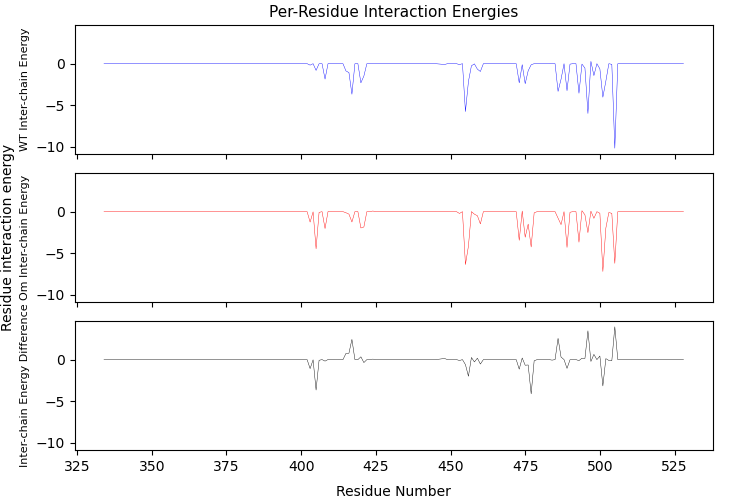 Per-Residue Interaction Energies
WT Inter-chain Energy
0
−5
−10
Residue interaction energy
Om Inter-chain Energy
0
−5
−10
Inter-chain Energy Difference
0
−5
−10
325 350 375 400 425 450 475 500 525
Residue Number